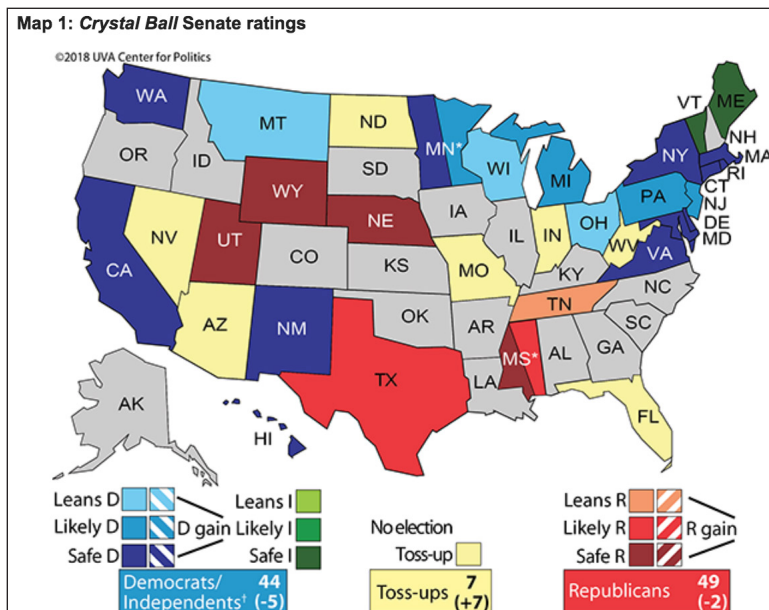 Map 1: Crystal Ball Senate ratings
©2018 UVA Center for Politics
WA
MT
ND
MN*
OR
ID
SD
WI
MI
VT
ME
NH
NY
MA
RI
CT
WY
NE
IA
PA
NJ
NV
UT
CO
IL
IN
OH
DE
MD
WV
VA
CA
KS
MO
KY
NC
TN
AZ
NM
OK
AR
SC
MS*
AL
GA
TX
LA
AK
HI
FL
Leans D
Likely D
Safe D
D gain
Leans I
Likely I
Safe I
No election
Toss-up
Leans R
Likely R
Safe R
R gain
Democrats/
Independents† 44
(-5)
Toss-ups 7
(+7)
Republicans 49
(-2)